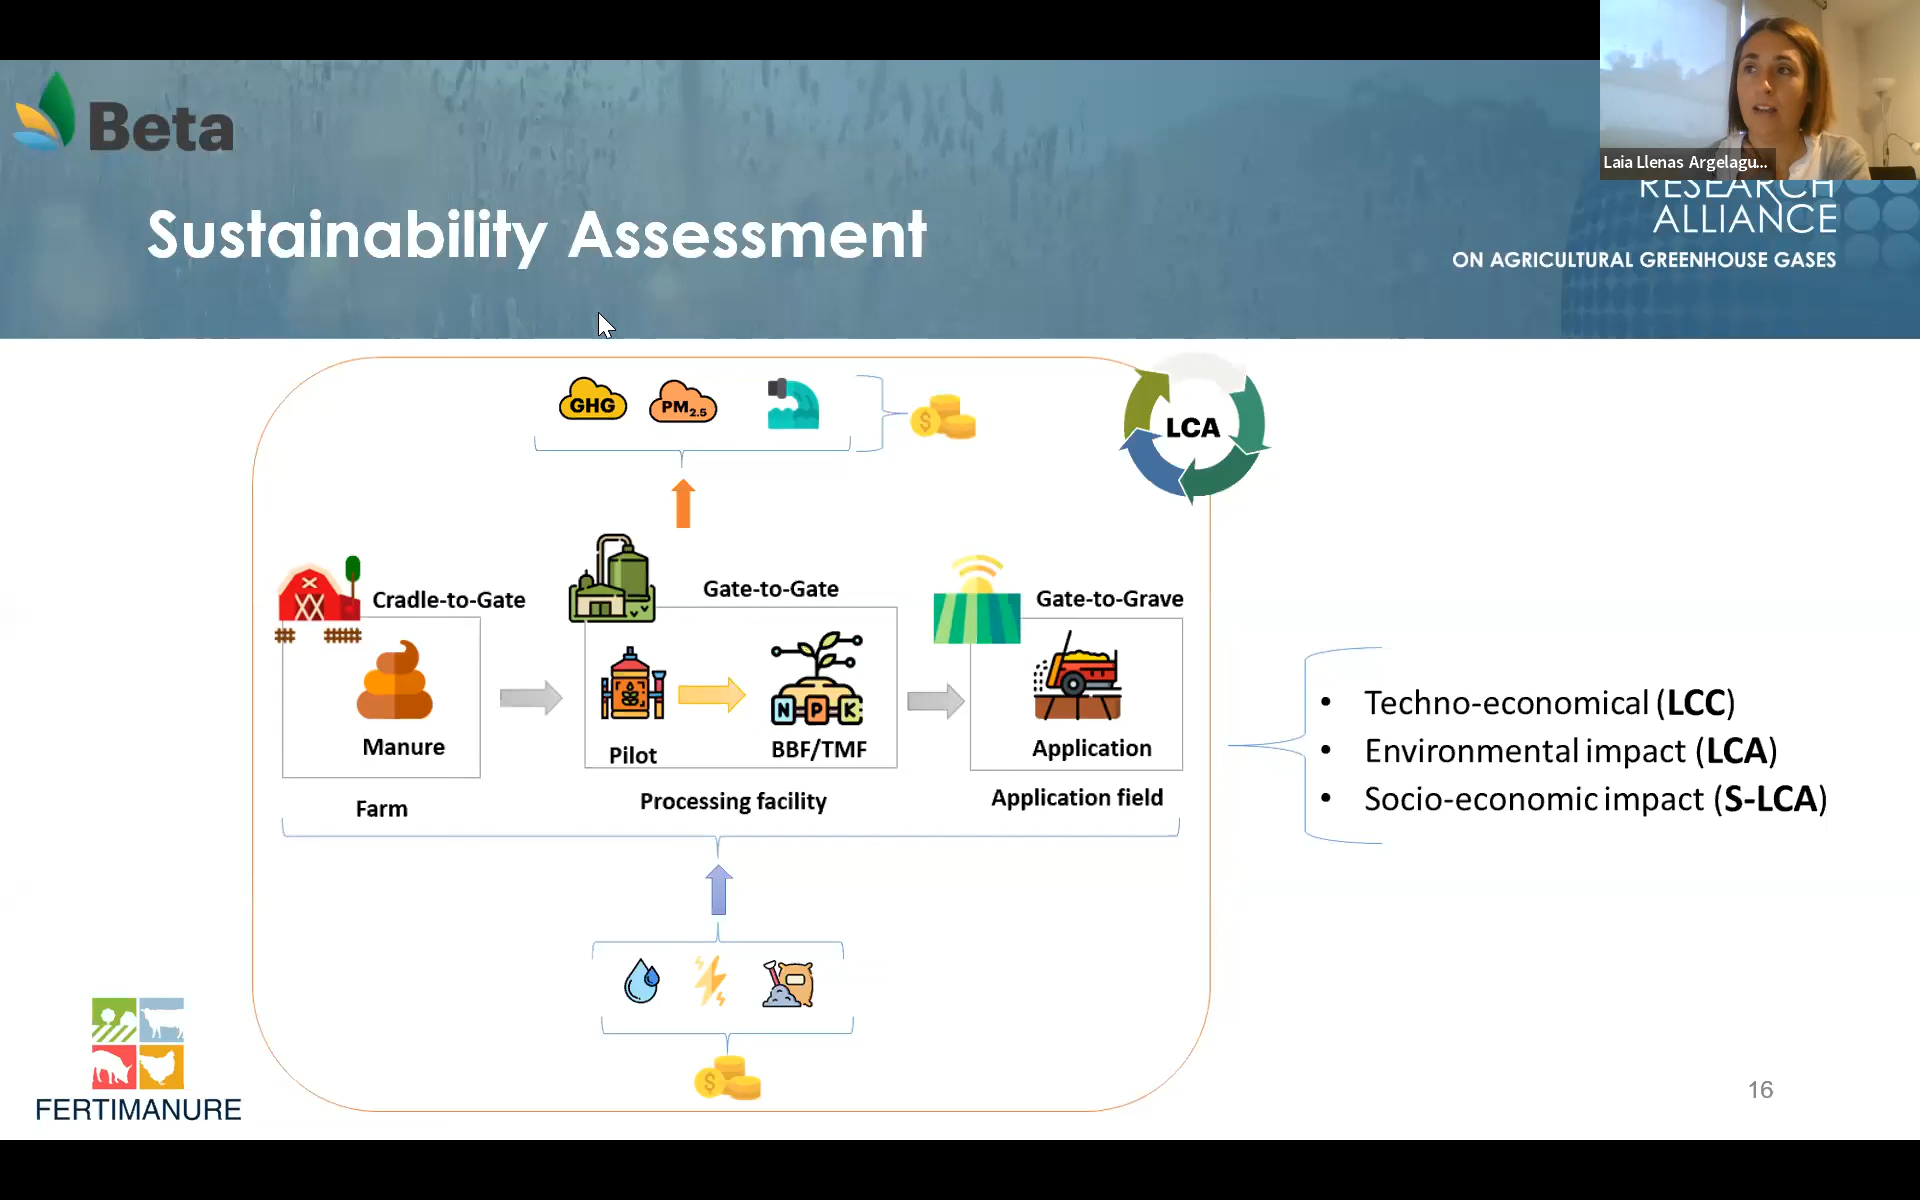 Beta
Laia Llenas Argelagu...
RESEARCH
ALLIANCE
ON AGRICULTURAL GREENHOUSE GASES
Sustainability Assessment
GHG
PM2.5
$
LCA
Cradle-to-Gate
Gate-to-Gate
Gate-to-Grave
N P K
Manure
Pilot
BBF/TMF
Application
Farm
Processing facility
Application field
• Techno-economical (LCC)
• Environmental impact (LCA)
• Socio-economic impact (S-LCA)
$
FERTIMANURE
16